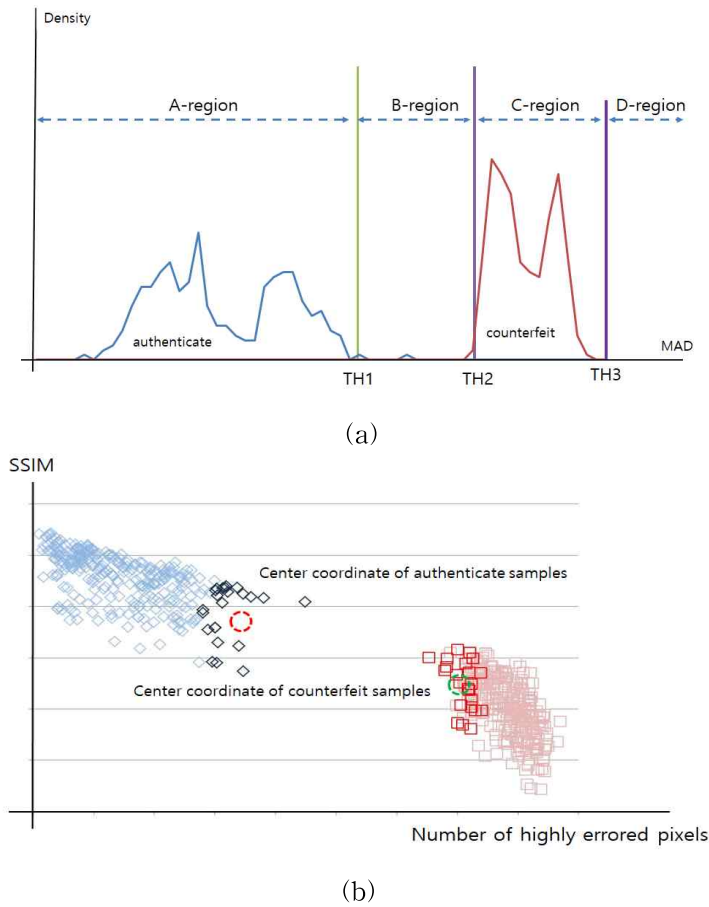 Density
A-region
B-region
C-region
D-region
authenticate
counterfeit
MAD
TH1
TH2
TH3
(a)
SSIM
Center coordinate of authenticate samples
Center coordinate of counterfeit samples
Number of highly errored pixels
(b)